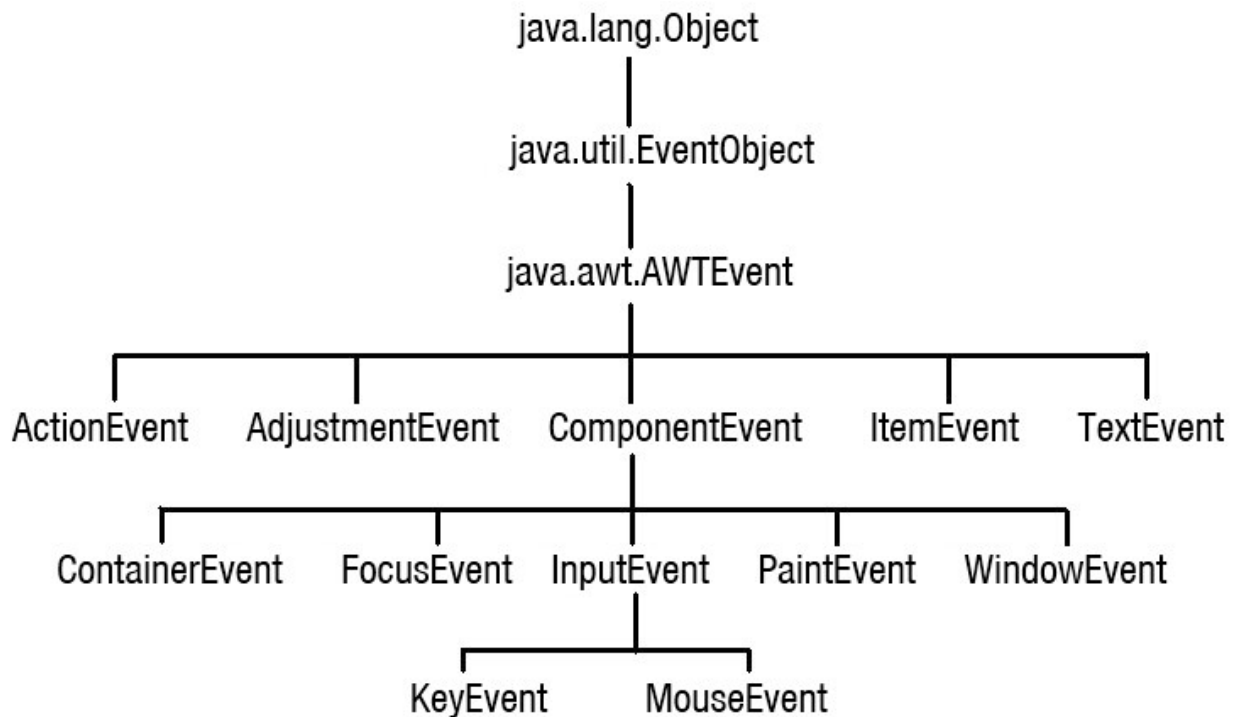 java.lang.Object
java.util.EventObject
java.awt.AWTEvent
ActionEvent AdjustmentEvent ComponentEvent ItemEvent TextEvent
ContainerEvent FocusEvent InputEvent PaintEvent WindowEvent
KeyEvent MouseEvent